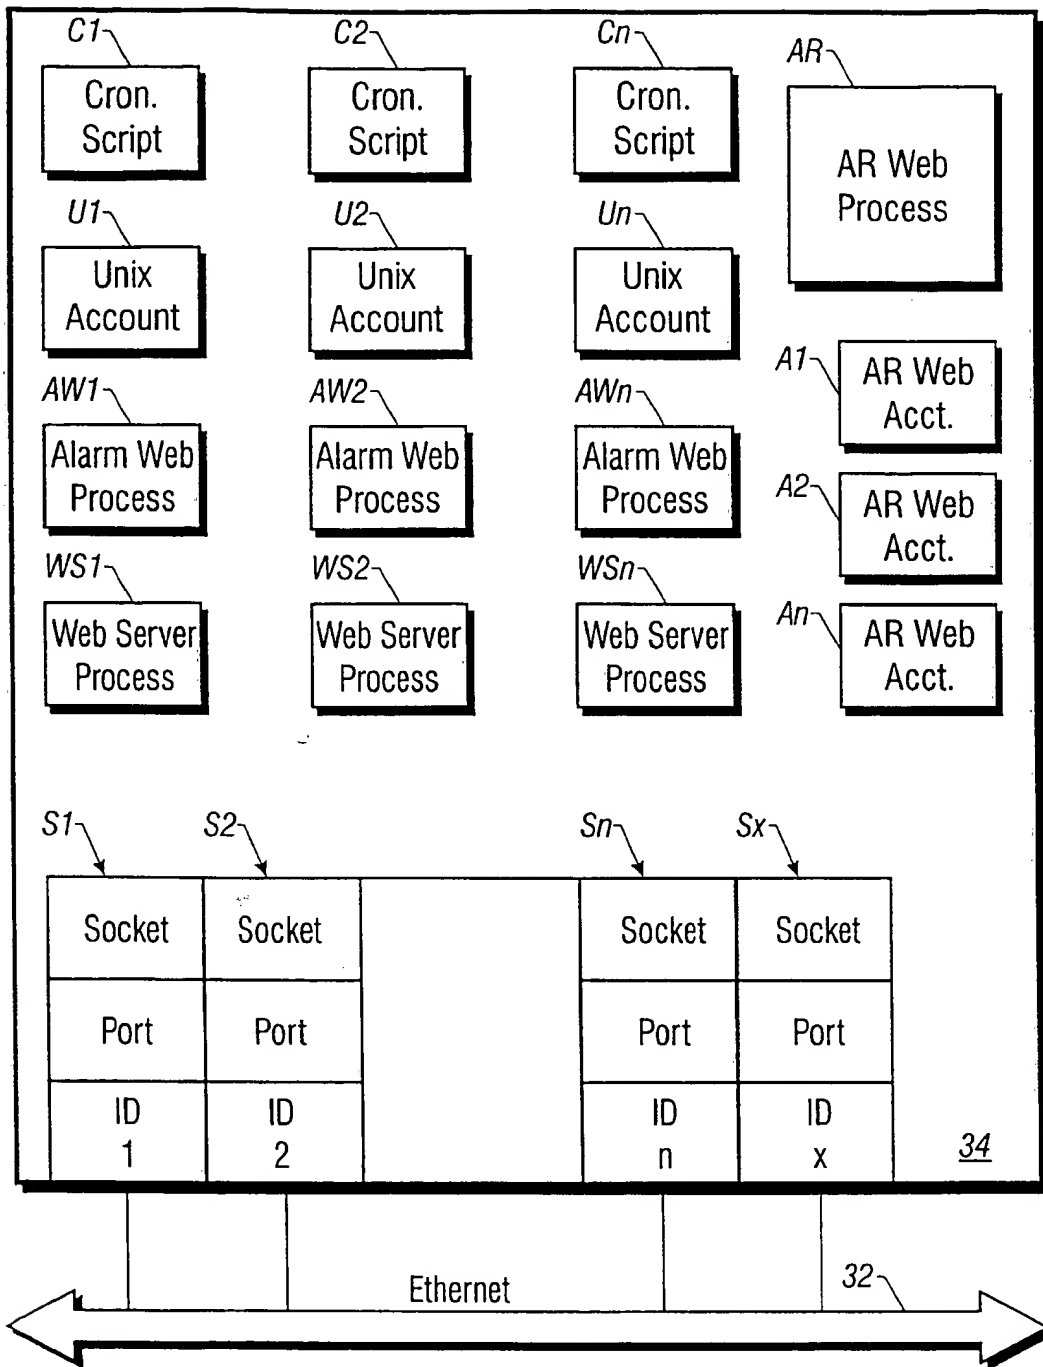 C1
C2
Cn
AR
Cron.
Script
Cron.
Script
Cron.
Script
AR Web
Process
U1
U2
Un
Unix
Account
Unix
Account
Unix
Account
A1
AR Web
Acct.
AW1
AW2
AWn
Alarm Web
Process
Alarm Web
Process
Alarm Web
Process
A2
AR Web
Acct.
WS1
WS2
WSn
Web Server
Process
Web Server
Process
Web Server
Process
An
AR Web
Acct.
S1
S2
Sn
Sx
Socket
Socket
Socket
Socket
Port
Port
Port
Port
ID
1
ID
2
ID
n
ID
x
34
Ethernet
32